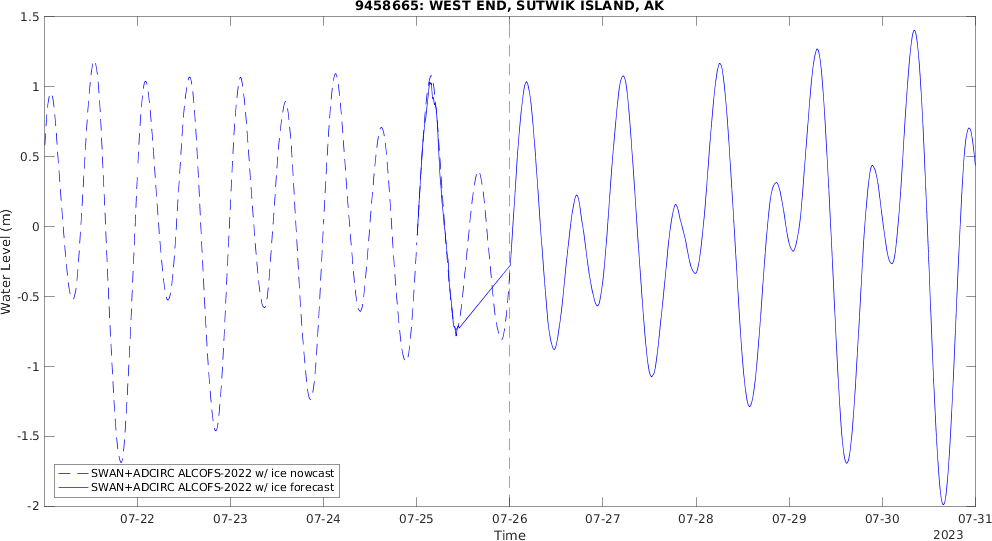 9458665: WEST END, SUTWIK ISLAND, AK
Water Level (m)
1.5
1
0.5
0
-0.5
-1
-1.5
-2
SWAN+ADCIRC ALCOFS-2022 w/ ice nowcast
SWAN+ADCIRC ALCOFS-2022 w/ ice forecast
07-22 07-23 07-24 07-25 07-26 07-27 07-28 07-29 07-30 07-31
Time
2023